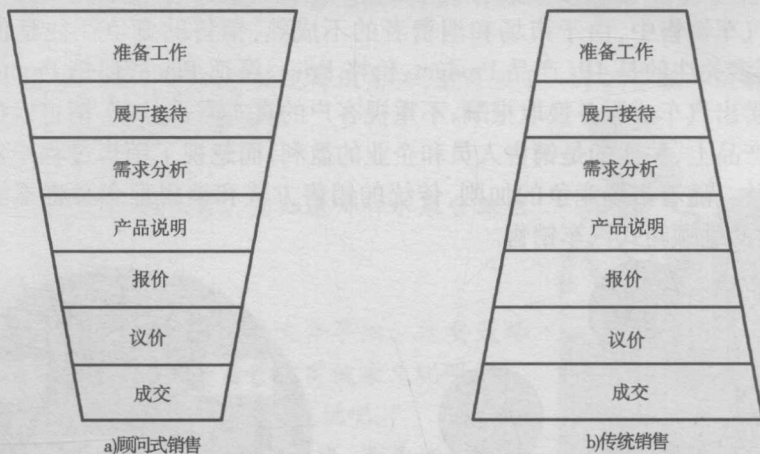 准备工作
展厅接待
需求分析
产品说明
报价
议价
成交
a)顾问式销售
准备工作
展厅接待
需求分析
产品说明
报价
议价
成交
b)传统销售